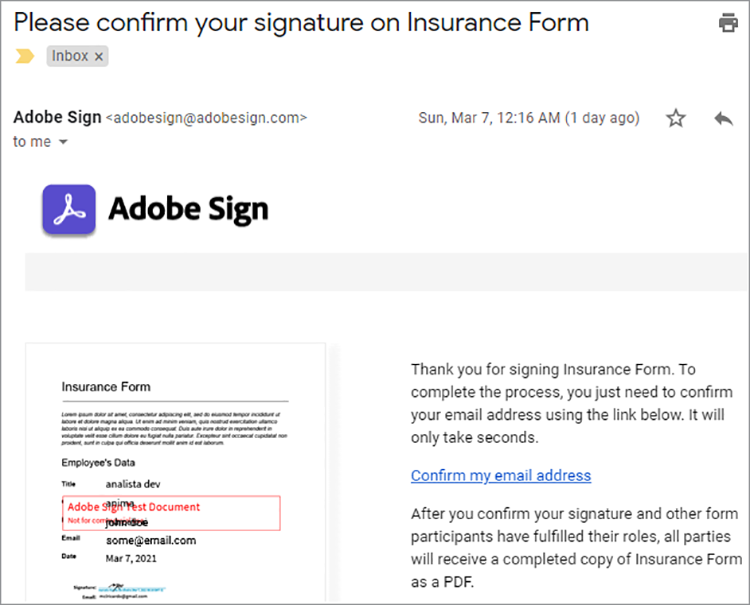 Please confirm your signature on Insurance Form
Inbox ×
Adobe Sign <adobesign@adobesign.com>
Sun, Mar 7, 12:16 AM (1 day ago)
to me
Adobe Sign
Insurance Form
Lorem ipsum dolor sit amet, consectetur adipiscing elit, sed do eiusmod tempor incididunt ut
labore et dolore magna aliqua. Ut enim ad minim veniam, quis nostrud exercitation ullamco
laboris nisi ut aliquip ex ea commodo consequat. Duis aute irure dolor in reprehenderit in
voluptate velit esse cillum dolore eu fugiat nulla pariatur. Excepteur sint occaecat cupidatat non
proident, sunt in culpa qui officia deserunt mollit anim id est laborum.
Employee's Data
Title analista dev
anima
Adobe Sign Test Document
Not for
john doe
Email some@email.com
Date Mar 7, 2021
Signature:
Email:
Thank you for signing Insurance Form. To
complete the process, you just need to confirm
your email address using the link below. It will
only take seconds.
Confirm my email address
After you confirm your signature and other form
participants have fulfilled their roles, all parties
will receive a completed copy of Insurance Form
as a PDF.